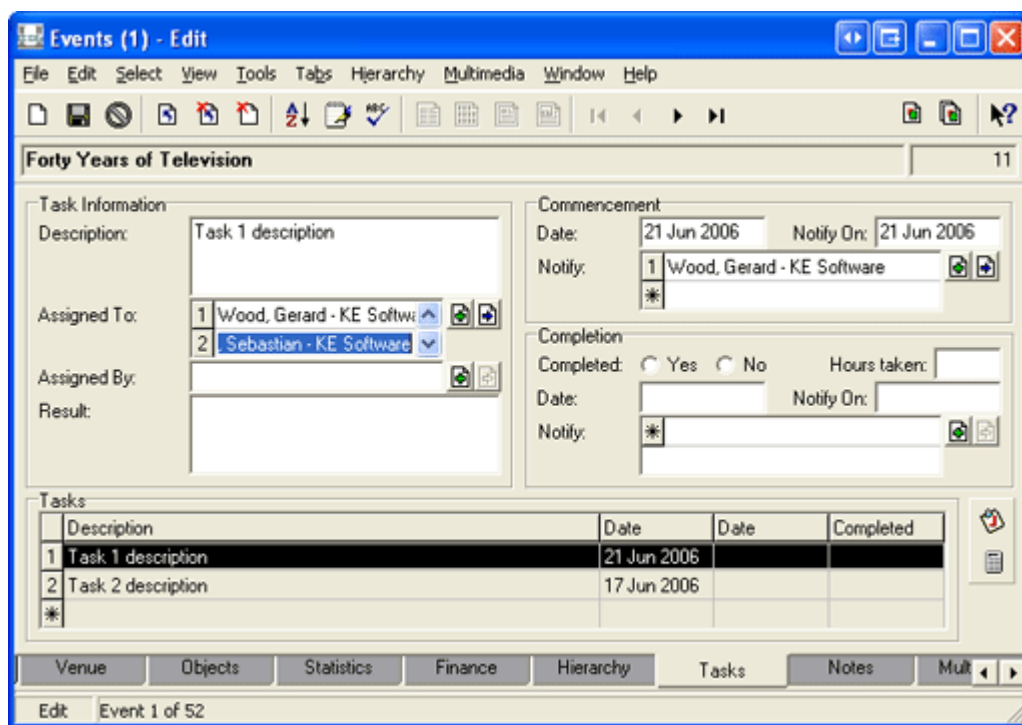 Events (1) - Edit
File Edit Select View Tools Tabs Hierarchy Multimedia Window Help
Forty Years of Television 11
Task Information
Description: Task 1 description
Assigned To: 1 Wood, Gerard - KE Softwa
2 , Sebastian - KE Software
Assigned By:
Result:
Commencement
Date: 21 Jun 2006 Notify On: 21 Jun 2006
Notify: 1 Wood, Gerard - KE Software
Completion
Completed: Yes No Hours taken:
Date: Notify On:
Notify:
Tasks
Description Date Date Completed
1 Task 1 description 21 Jun 2006
2 Task 2 description 17 Jun 2006
Venue Objects Statistics Finance Hierarchy Tasks Notes Mult
Edit Event 1 of 52